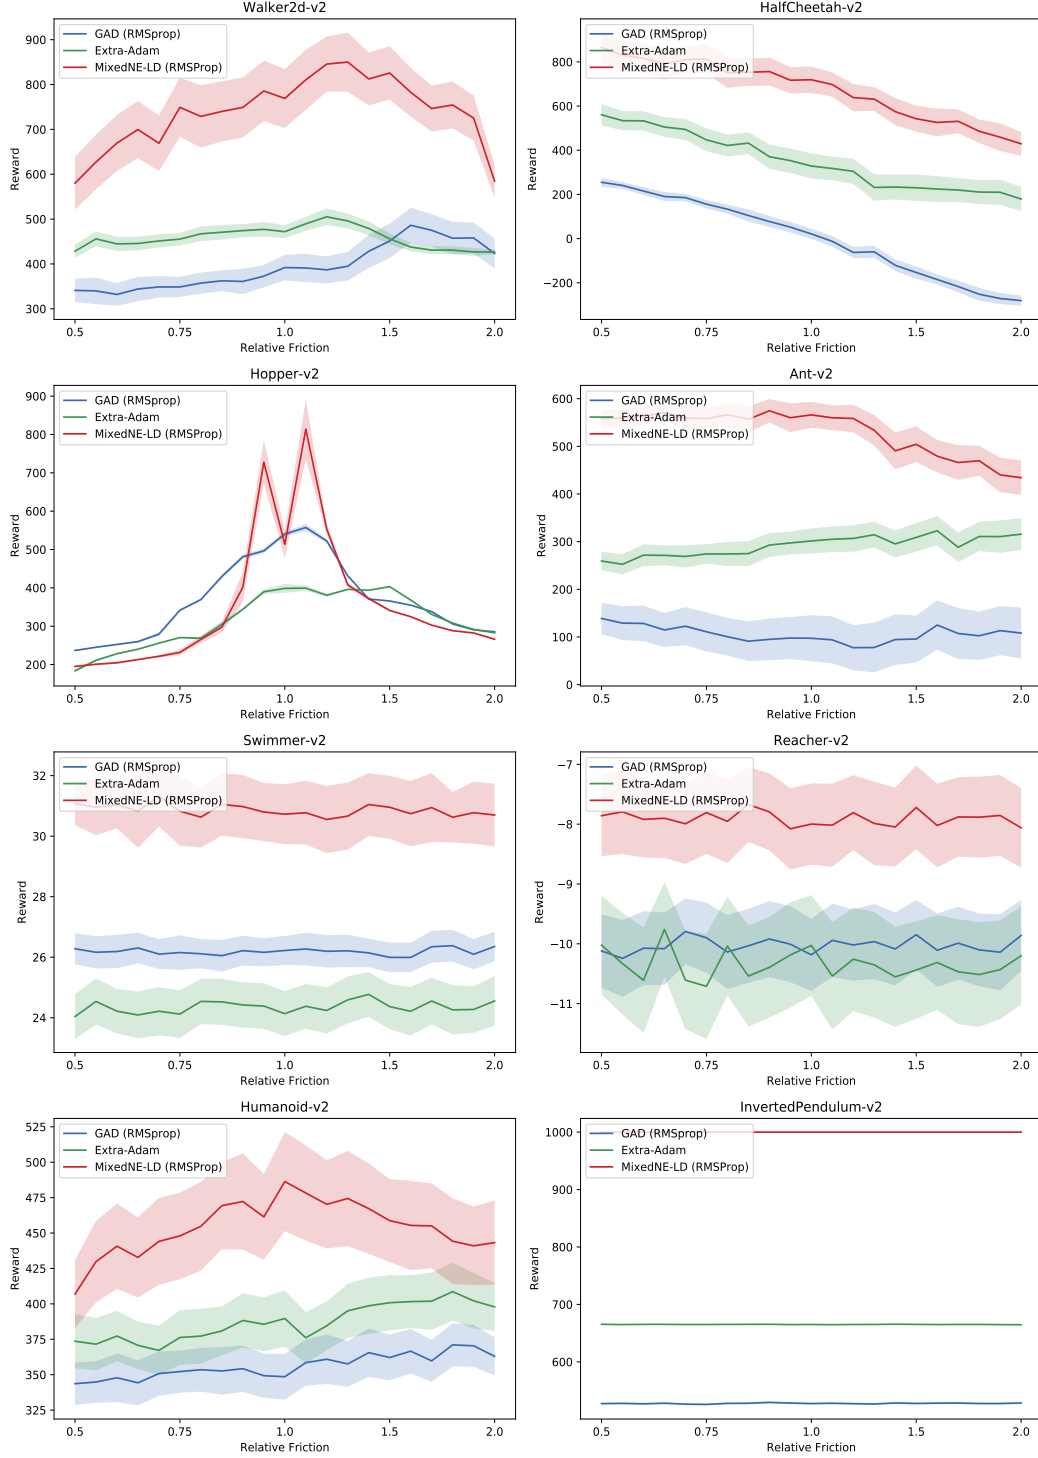 Walker2d-v2
GAD (RMSprop)
Extra-Adam
MixedNE-LD (RMSProp)
Reward
900
800
700
600
500
400
300
0.5 0.75 1.0 1.5 2.0
Relative Friction
HalfCheetah-v2
GAD (RMSprop)
Extra-Adam
MixedNE-LD (RMSProp)
Reward
800
600
400
200
0
−200
0.5 0.75 1.0 1.5 2.0
Relative Friction
Hopper-v2
GAD (RMSprop)
Extra-Adam
MixedNE-LD (RMSProp)
Reward
900
800
700
600
500
400
300
200
0.5 0.75 1.0 1.5 2.0
Relative Friction
Ant-v2
GAD (RMSprop)
Extra-Adam
MixedNE-LD (RMSProp)
Reward
600
500
400
300
200
100
0
0.5 0.75 1.0 1.5 2.0
Relative Friction
Swimmer-v2
GAD (RMSprop)
Extra-Adam
MixedNE-LD (RMSProp)
Reward
32
30
28
26
24
0.5 0.75 1.0 1.5 2.0
Relative Friction
Reacher-v2
GAD (RMSprop)
Extra-Adam
MixedNE-LD (RMSProp)
Reward
−7
−8
−9
−10
−11
0.5 0.75 1.0 1.5 2.0
Relative Friction
Humanoid-v2
GAD (RMSprop)
Extra-Adam
MixedNE-LD (RMSProp)
Reward
525
500
475
450
425
400
375
350
325
0.5 0.75 1.0 1.5 2.0
Relative Friction
InvertedPendulum-v2
GAD (RMSprop)
Extra-Adam
MixedNE-LD (RMSProp)
Reward
1000
900
800
700
600
0.5 0.75 1.0 1.5 2.0
Relative Friction